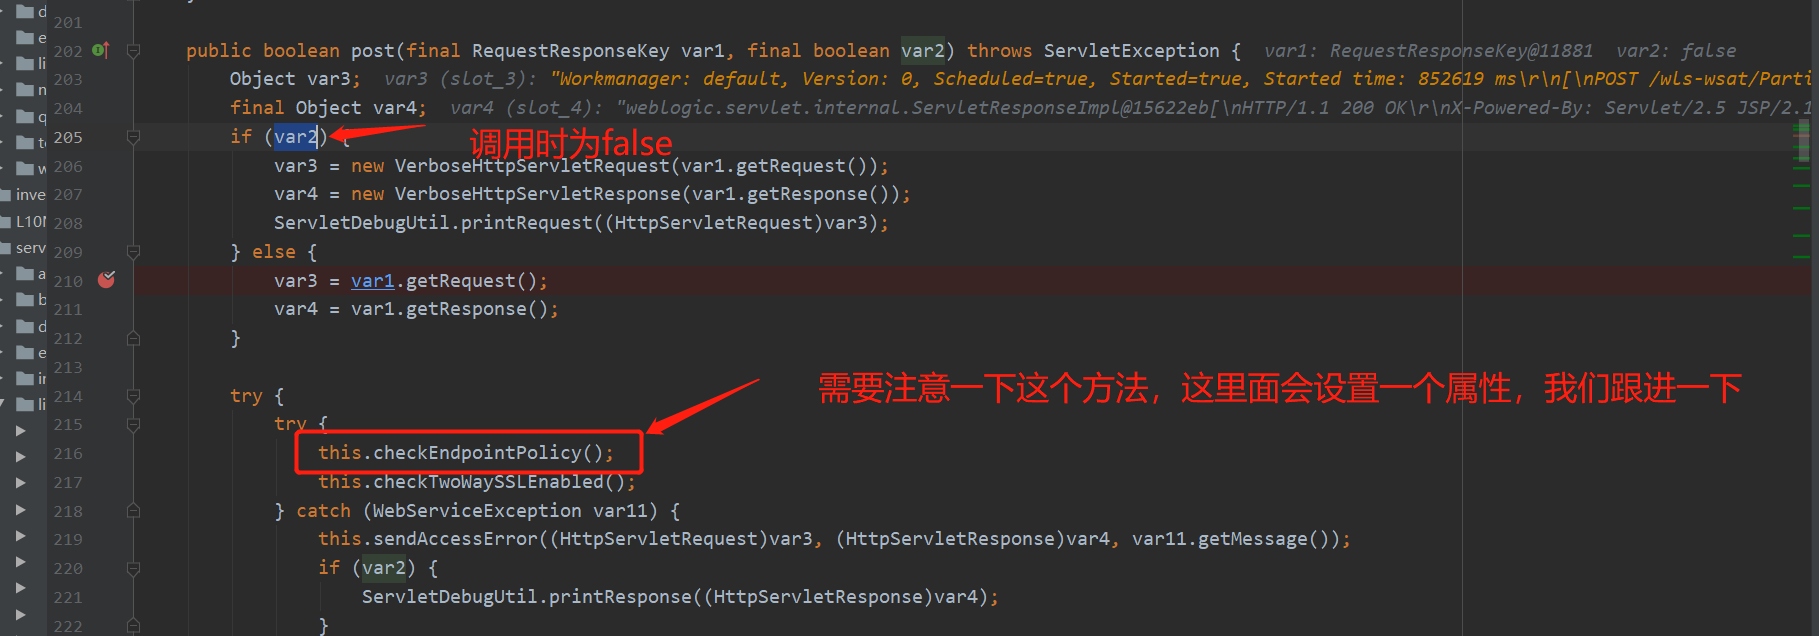 d
201
e
202 public boolean post(final RequestResponseKey var1, final boolean var2) throws ServletException { var1: RequestResponseKey@11881 var2: false
li 203 Object var3; var3 (slot_3): "Workmanager: default, Version: 0, Scheduled=true, Started=true, Started time: 852619 ms\r\n[\nPOST /wls-wsat/Parti
n
204 final Object var4; var4 (slot_4): "weblogic.servlet.internal.ServletResponseImpl@15622eb[\nHTTP/1.1 200 OK\r\nX-Powered-By: Servlet/2.5 JSP/2.1
q
205 if (var2) {
调用时为false
te
206 var3 = new VerboseHttpServletRequest(var1.getRequest());
w
inve 207 var4 = new VerboseHttpServletResponse(var1.getResponse());
L10N 208 ServletDebugUtil.printRequest((HttpServletRequest)var3);
serv 209 } else {
a 210 var3 = var1.getRequest();
b 211 var4 = var1.getResponse();
d
212 }
e
213
in
214 try {
需要注意一下这个方法，这里面会设置一个属性，我们跟进一下
li
215 try {
216 this.checkEndpointPolicy();
217 this.checkTwoWaySSLEnabled();
218 } catch (WebServiceException var11) {
219 this.sendAccessError((HttpServletRequest)var3, (HttpServletResponse)var4, var11.getMessage());
220 if (var2) {
221 ServletDebugUtil.printResponse((HttpServletResponse)var4);
222 }